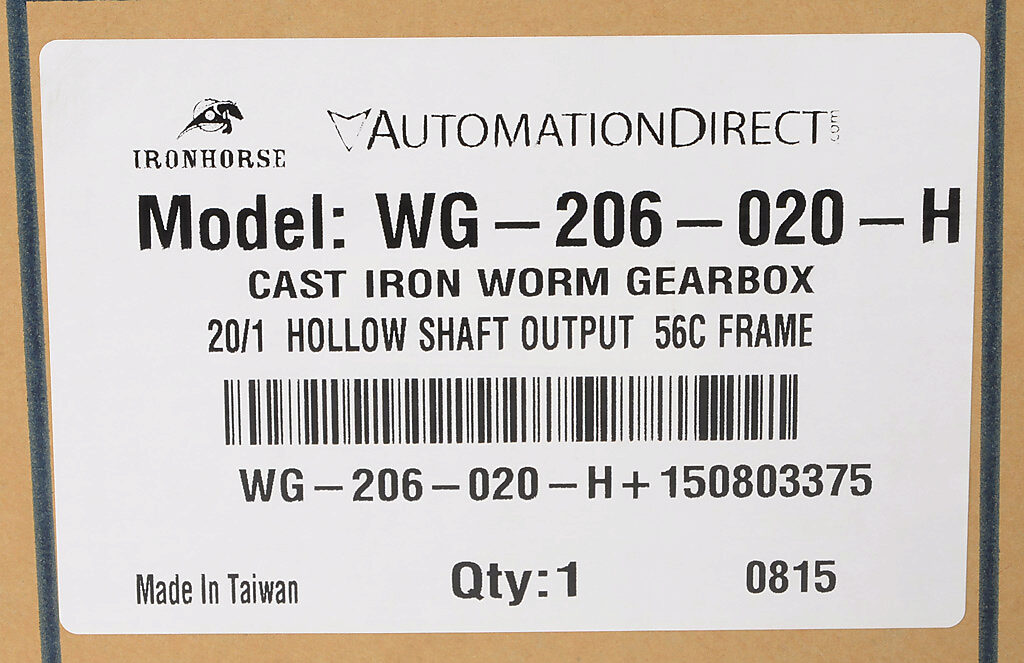 IRONHORSE
AUTOMATIONDIRECT.COM
Model: WG-206-020-H
CAST IRON WORM GEARBOX
20/1 HOLLOW SHAFT OUTPUT 56C FRAME
WG-206-020-H+150803375
Made In Taiwan Qty:1 0815